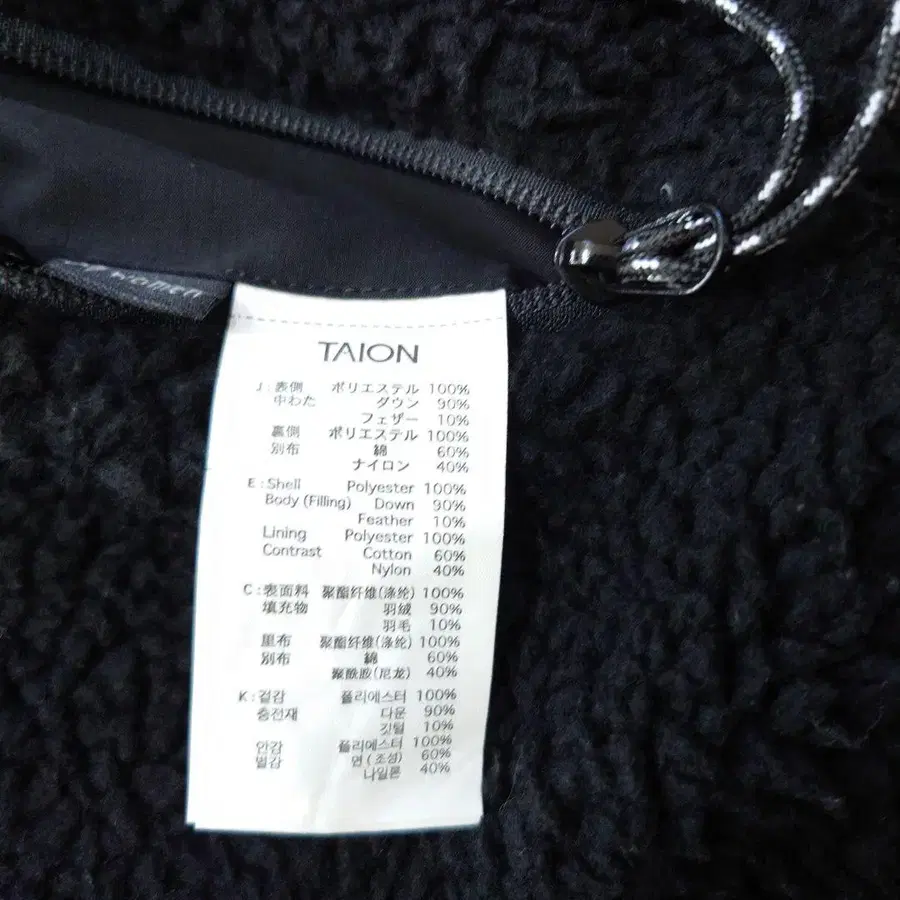 women
TAION
J : 表側 ポリエステル 100%
中わた ダウン 90%
フェザー 10%
裏側 ポリエステル 100%
別布 綿 60%
ナイロン 40%
E : Shell Polyester 100%
Body (Filling) Down 90%
Feather 10%
Lining Polyester 100%
Contrast Cotton 60%
Nylon 40%
C : 表面料 聚酯纤维(涤纶) 100%
填充物 羽绒 90%
羽毛 10%
里布 聚酯纤维(涤纶) 100%
別布 綿 60%
聚酰胺(尼龙) 40%
K : 겉감 폴리에스터 100%
충전재 다운 90%
깃털 10%
안감 폴리에스터 100%
별감 면 (조성) 60%
나일론 40%